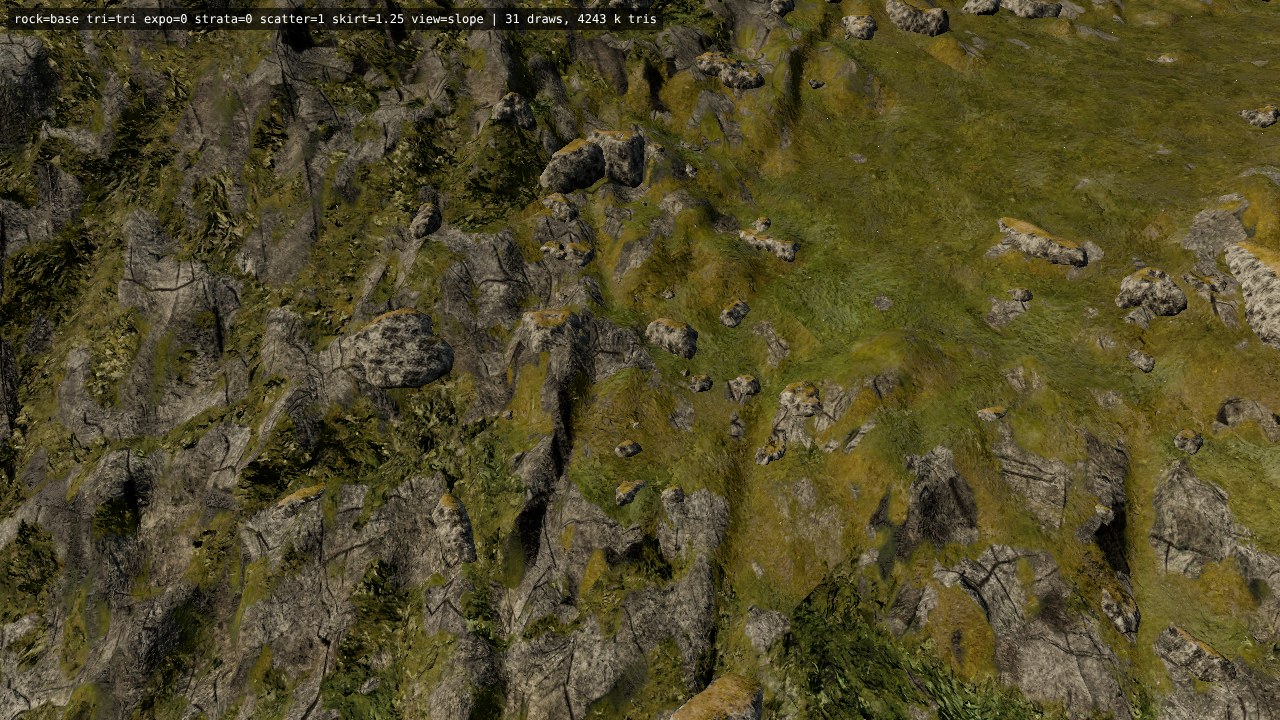 rock=base tri=tri expo=0 strata=0 scatter=1 skirt=1.25 view=slope | 31 draws, 4243 k tris